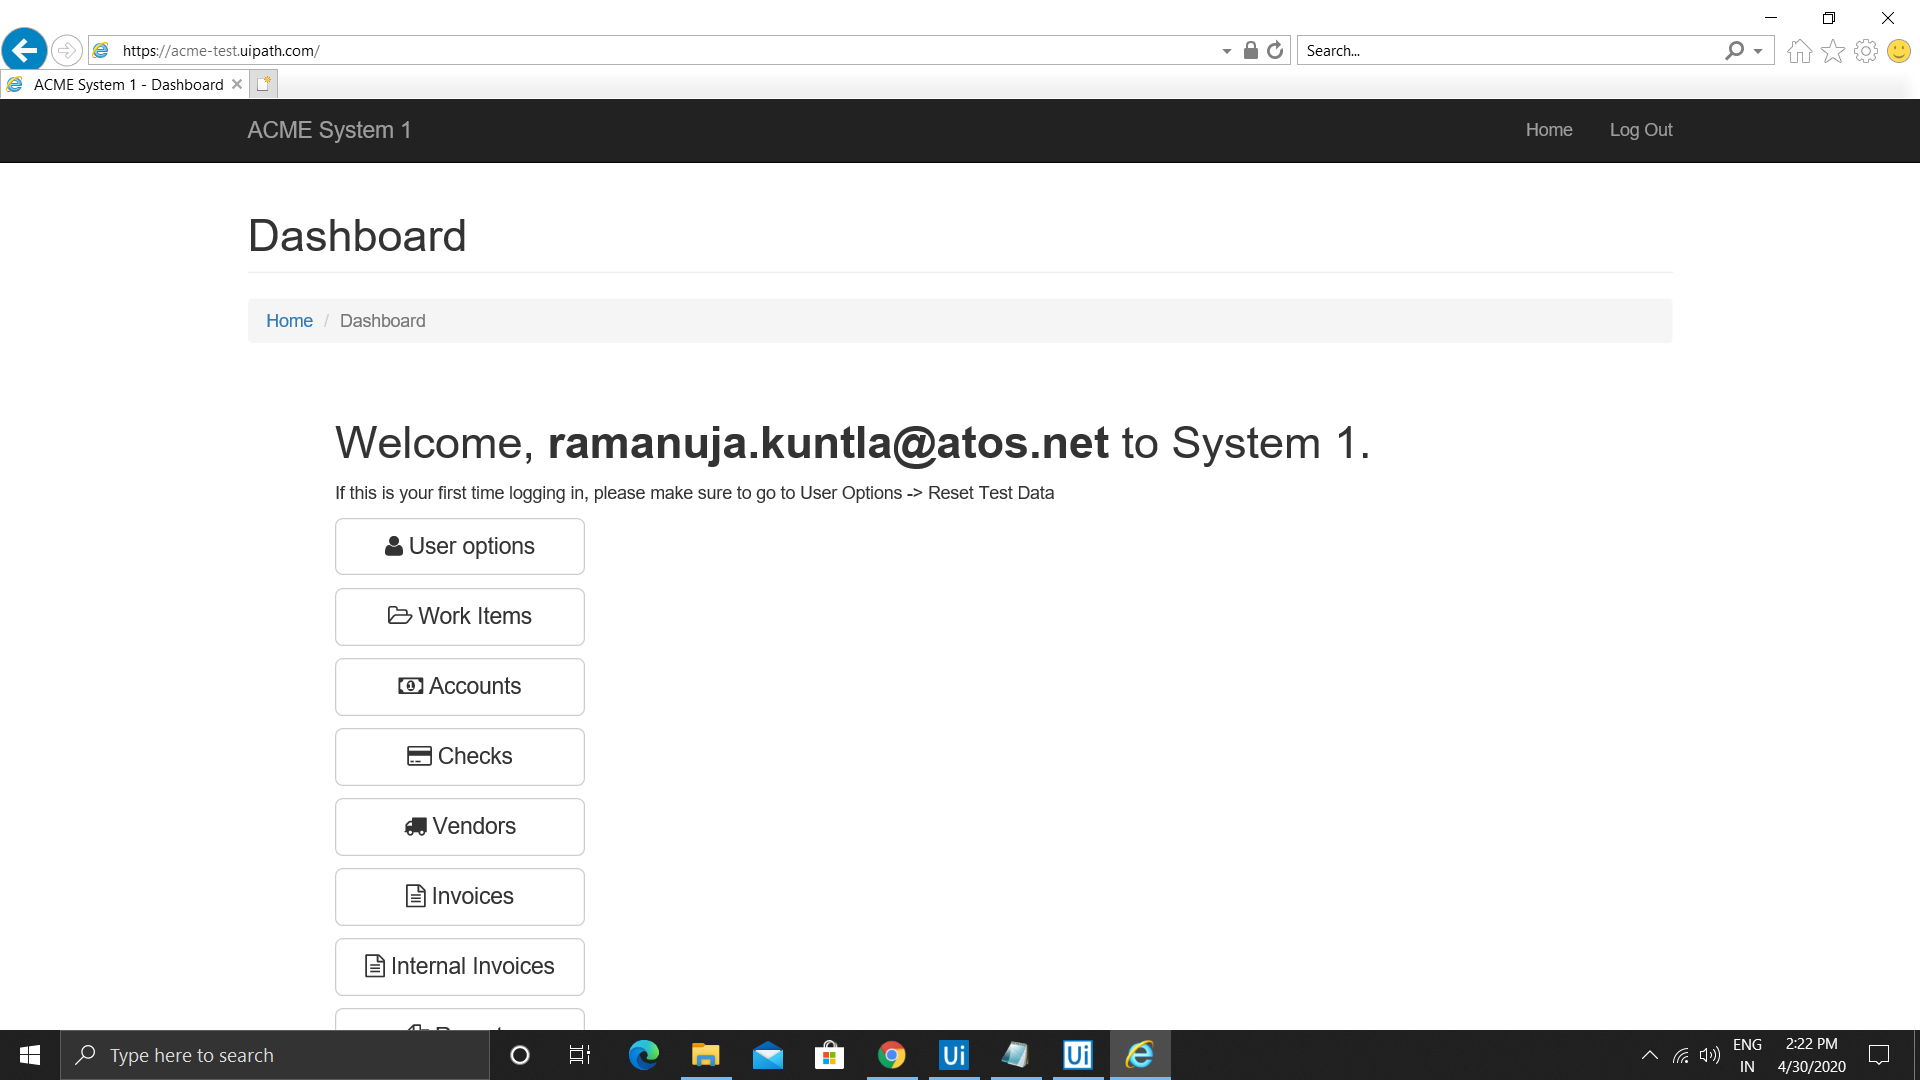 https://acme-test.uipath.com/
Search...
ACME System 1 - Dashboard
ACME System 1
Home
Log Out
Dashboard
Home / Dashboard
Welcome, ramanuja.kuntla@atos.net to System 1.
If this is your first time logging in, please make sure to go to User Options -> Reset Test Data
User options
Work Items
Accounts
Checks
Vendors
Invoices
Internal Invoices
Type here to search
Ui
Ui
ENG
IN
2:22 PM
4/30/2020